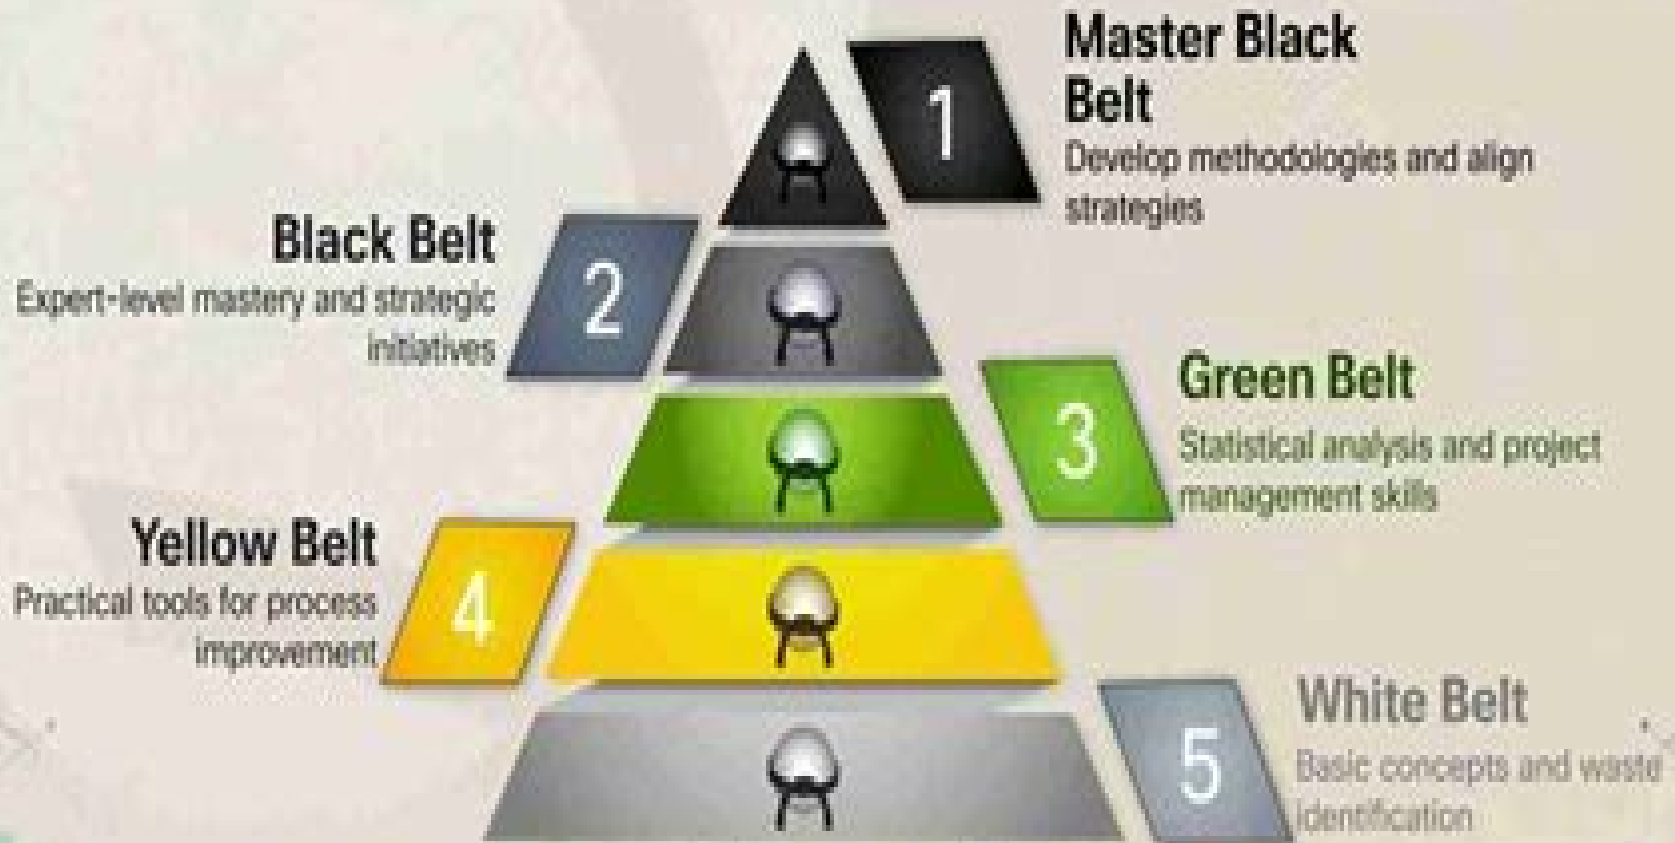 Master Black
Belt
1
Develop methodologies and align
strategies
Black Belt
2
Expert-level mastery and strategic
initiatives
Green Belt
3
Statistical analysis and project
management skills
Yellow Belt
4
Practical tools for process
improvement
White Belt
5
Basic concepts and waste
identification